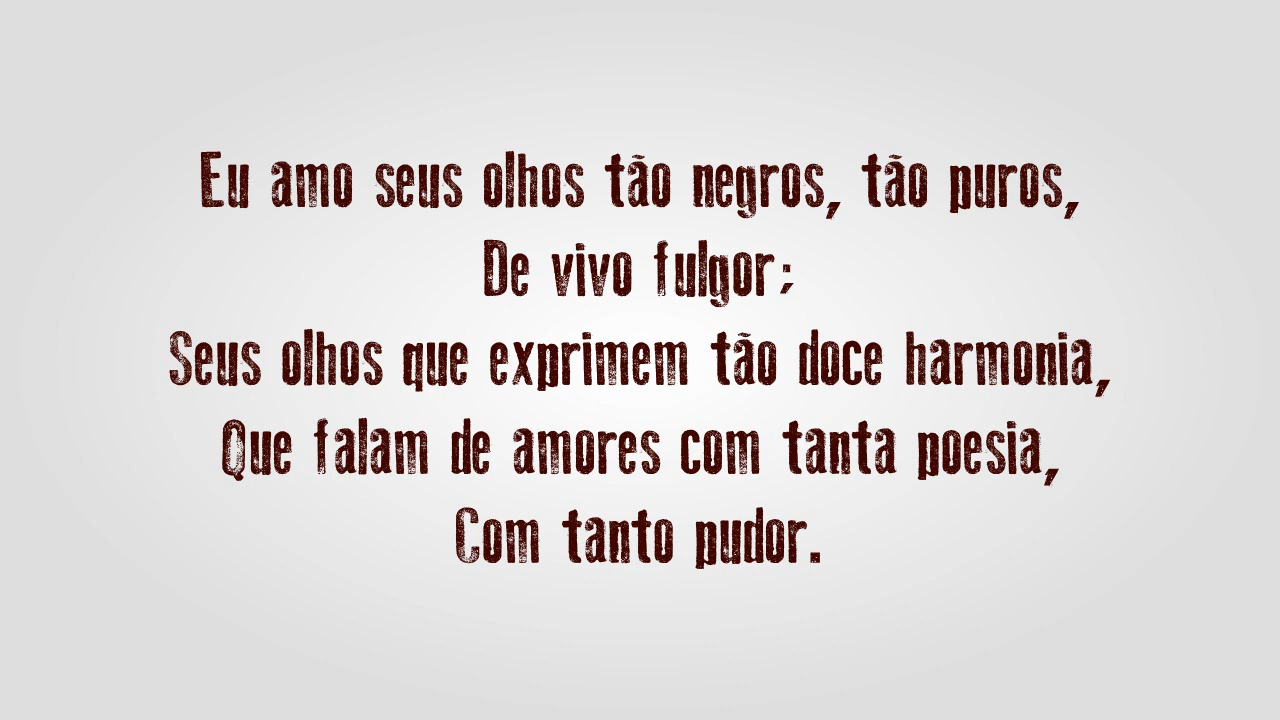 Eu amo seus olhos tão negros, tão puros,
De vivo fulgor;
Seus olhos que exprimem tão doce harmonia,
Que falam de amores com tanta poesia,
Com tanto pudor.